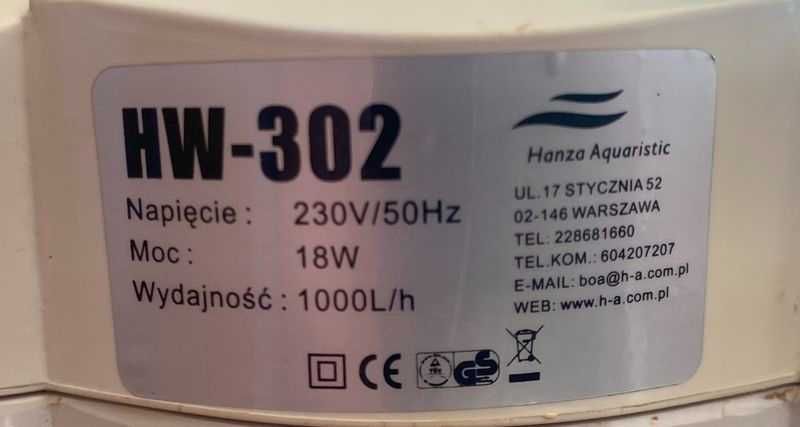 HW-302
Napięcie : 230V/50Hz
Moc : 18W
Wydajność : 1000L/h
Hanza Aquaristic
UL.17 STYCZNIA 52
02-146 WARSZAWA
TEL: 228681660
TEL.KOM.: 604207207
E-MAIL: boa@h-a.com.pl
WEB: www.h-a.com.pl
CE
GS